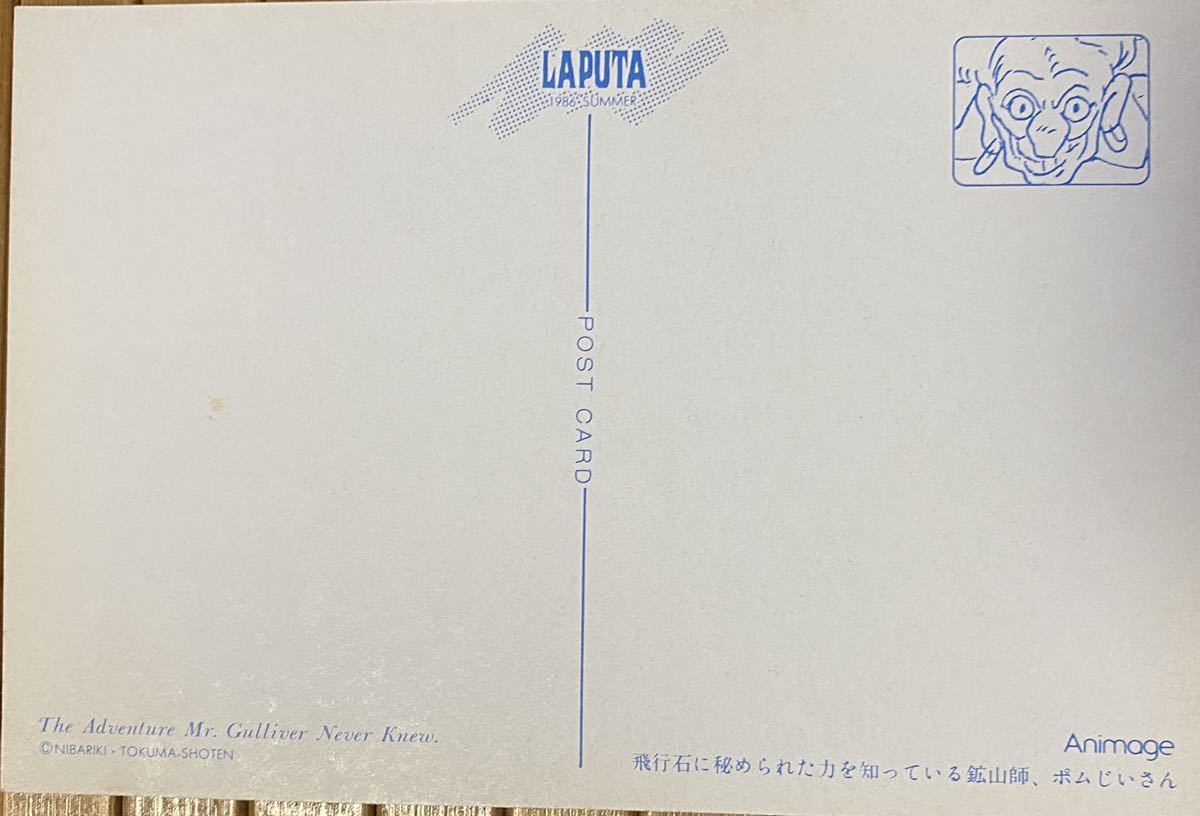 LAPUTA
1986・SUMMER
POST CARD
The Adventure Mr. Gulliver Never Knew.
©NIBARIKI・TOKUMA-SHOTEN
Animage
飛行石に秘められた力を知っている鉱山師、ポムじいさん